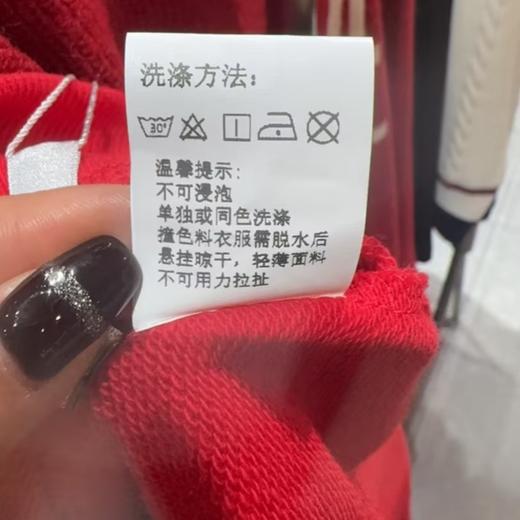 洗涤方法：
30°
温馨提示：
不可浸泡
单独或同色洗涤
撞色料衣服需脱水后
悬挂晾干，轻薄面料
不可用力拉扯